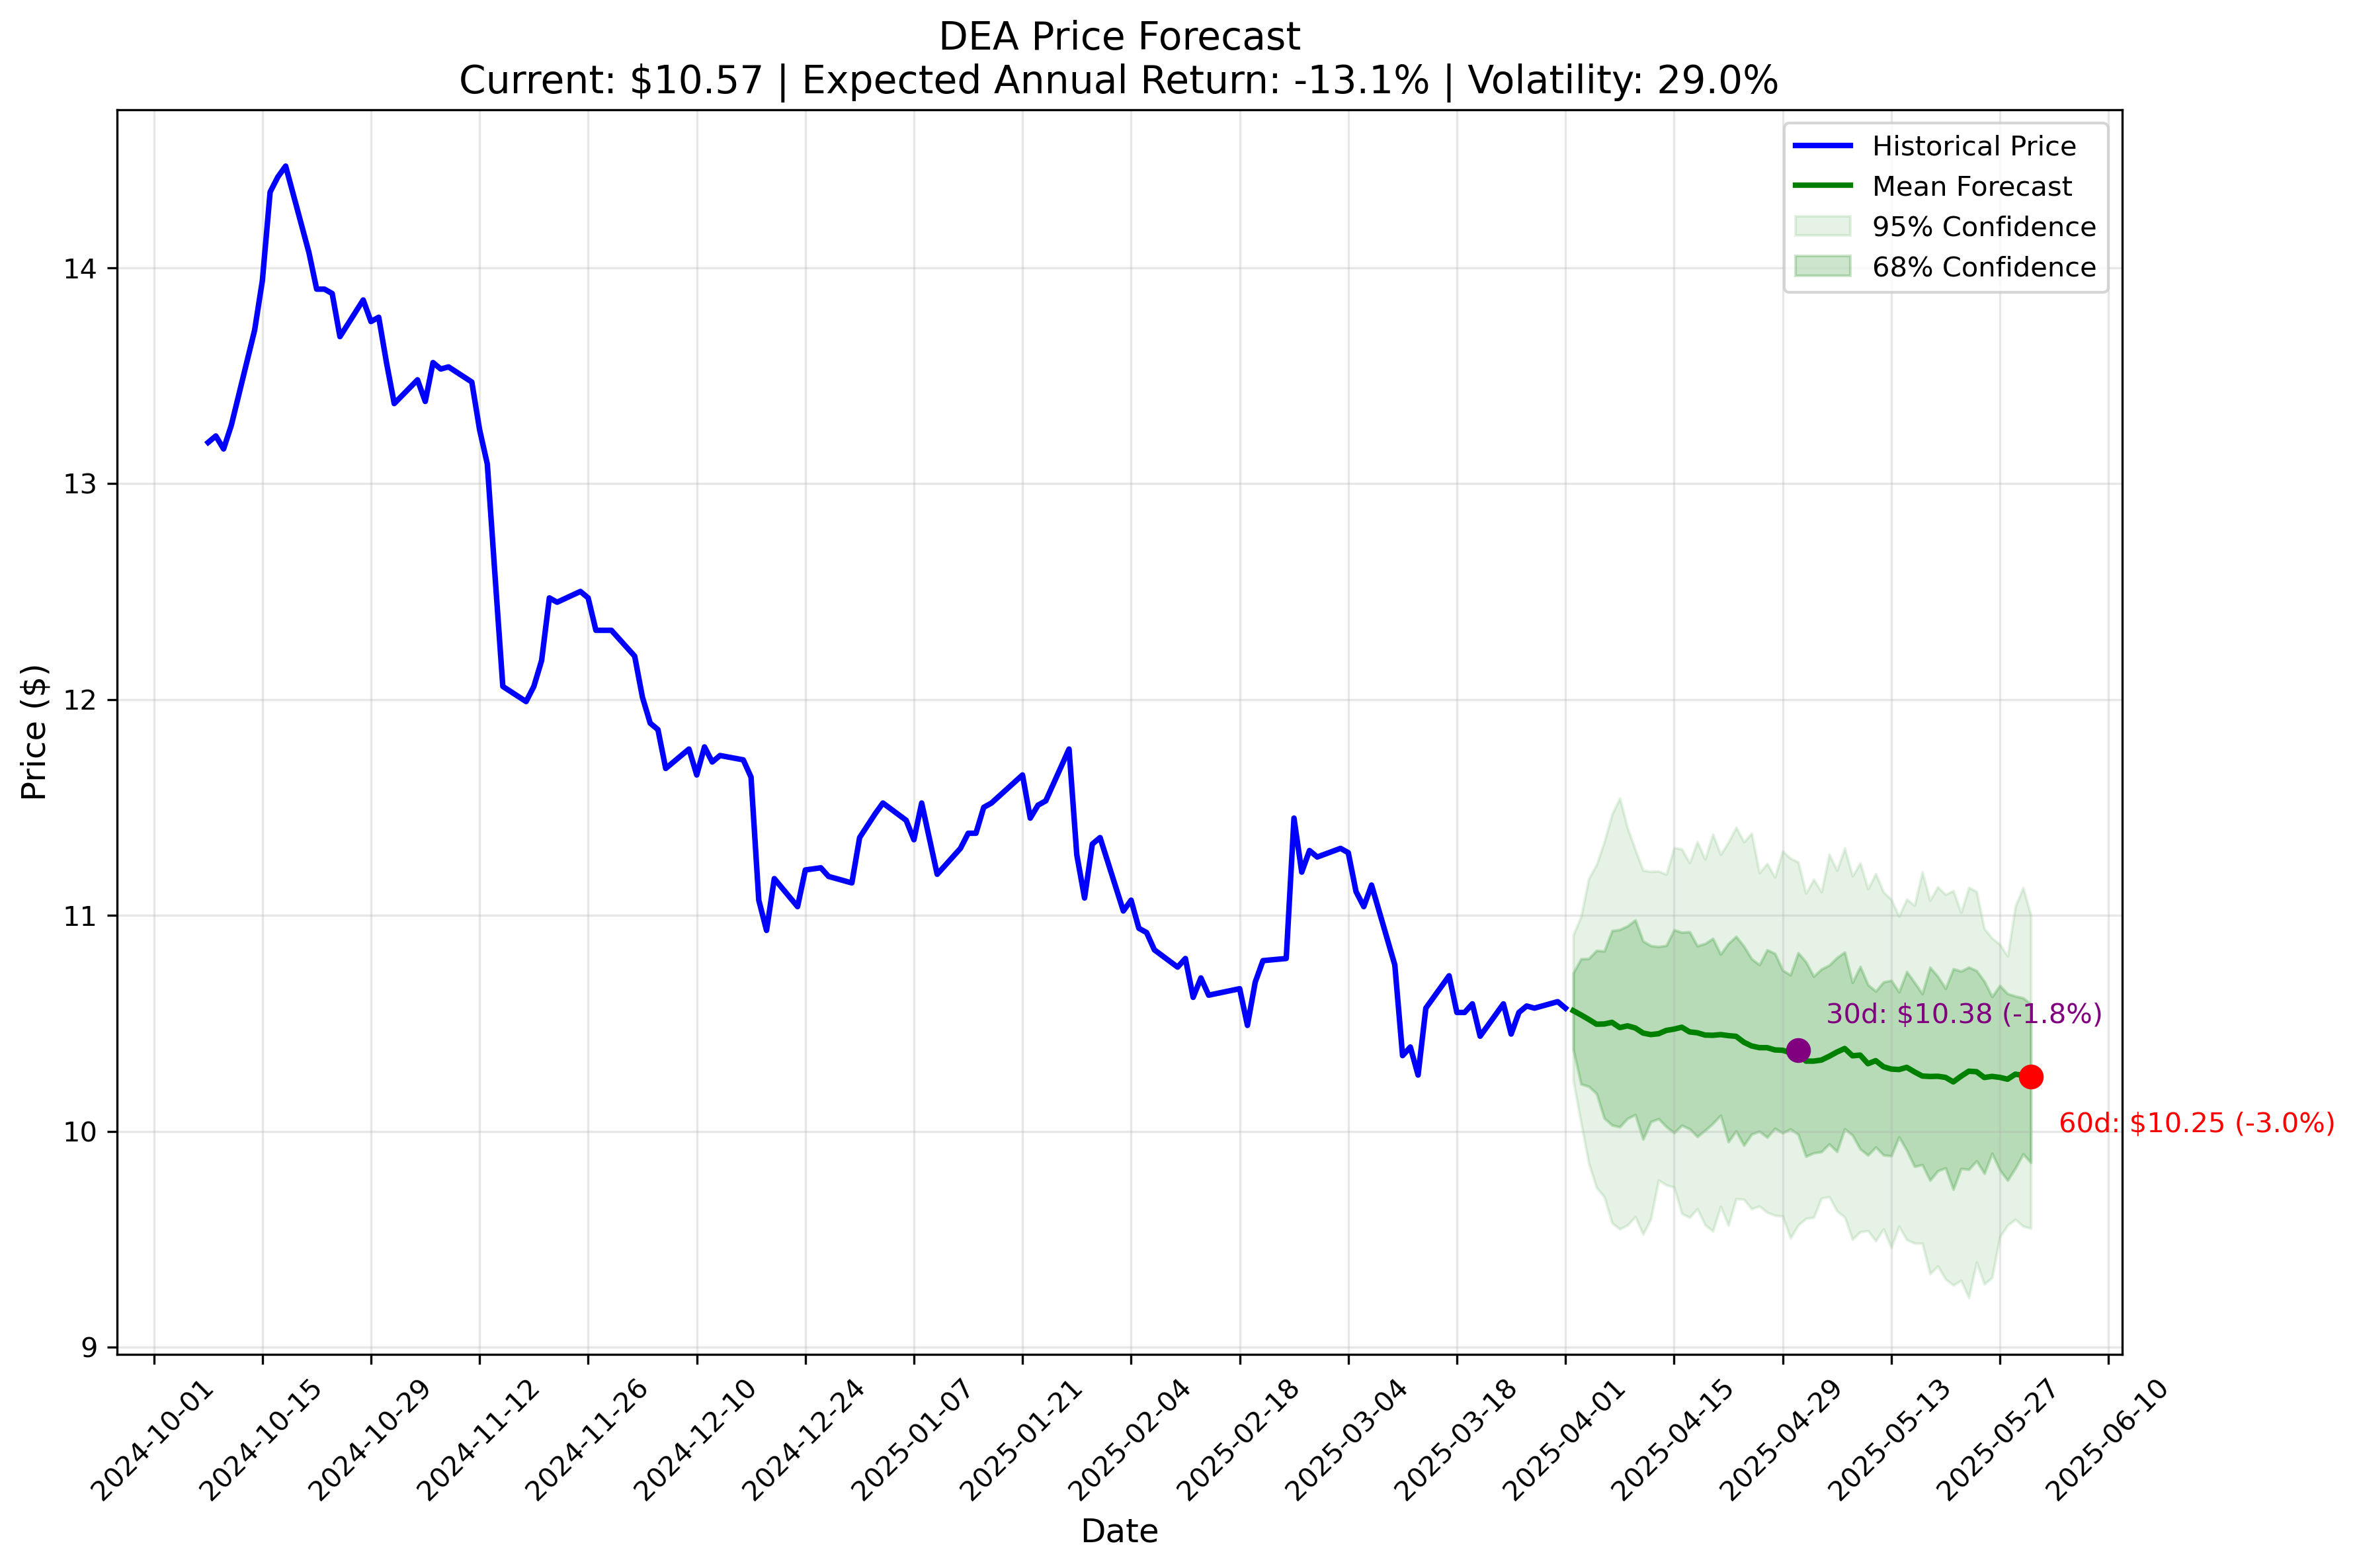 DEA Price Forecast
Current: $10.57 | Expected Annual Return: -13.1% | Volatility: 29.0%
Historical Price
Mean Forecast
95% Confidence
68% Confidence
Price ($)
14
13
12
11
10
9
30d: $10.38 (-1.8%)
60d: $10.25 (-3.0%)
2024-10-01
2024-10-15
2024-10-29
2024-11-12
2024-11-26
2024-12-10
2024-12-24
2025-01-07
2025-01-21
2025-02-04
2025-02-18
2025-03-04
2025-03-18
2025-04-01
2025-04-15
2025-04-29
2025-05-13
2025-05-27
2025-06-10
Date